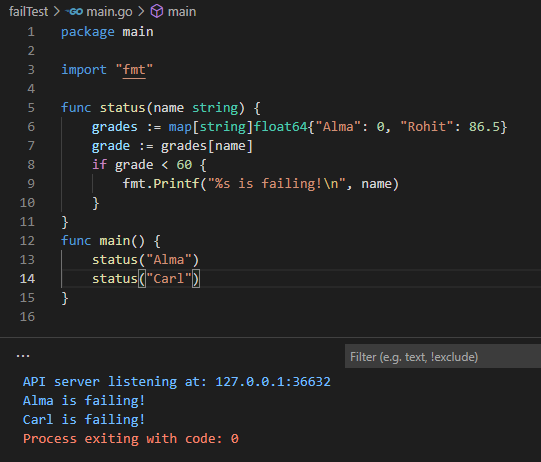 failTest > GO main.go > main
1 package main
2
3 import "fmt"
4
5 func status(name string) {
6 grades := map[string]float64{"Alma": 0, "Rohit": 86.5}
7 grade := grades[name]
8 if grade < 60 {
9 fmt.Printf("%s is failing!\n", name)
10 }
11 }
12 func main() {
13 status("Alma")
14 status("Carl")
15 }
16
... Filter (e.g. text, !exclude)
API server listening at: 127.0.0.1:36632
Alma is failing!
Carl is failing!
Process exiting with code: 0